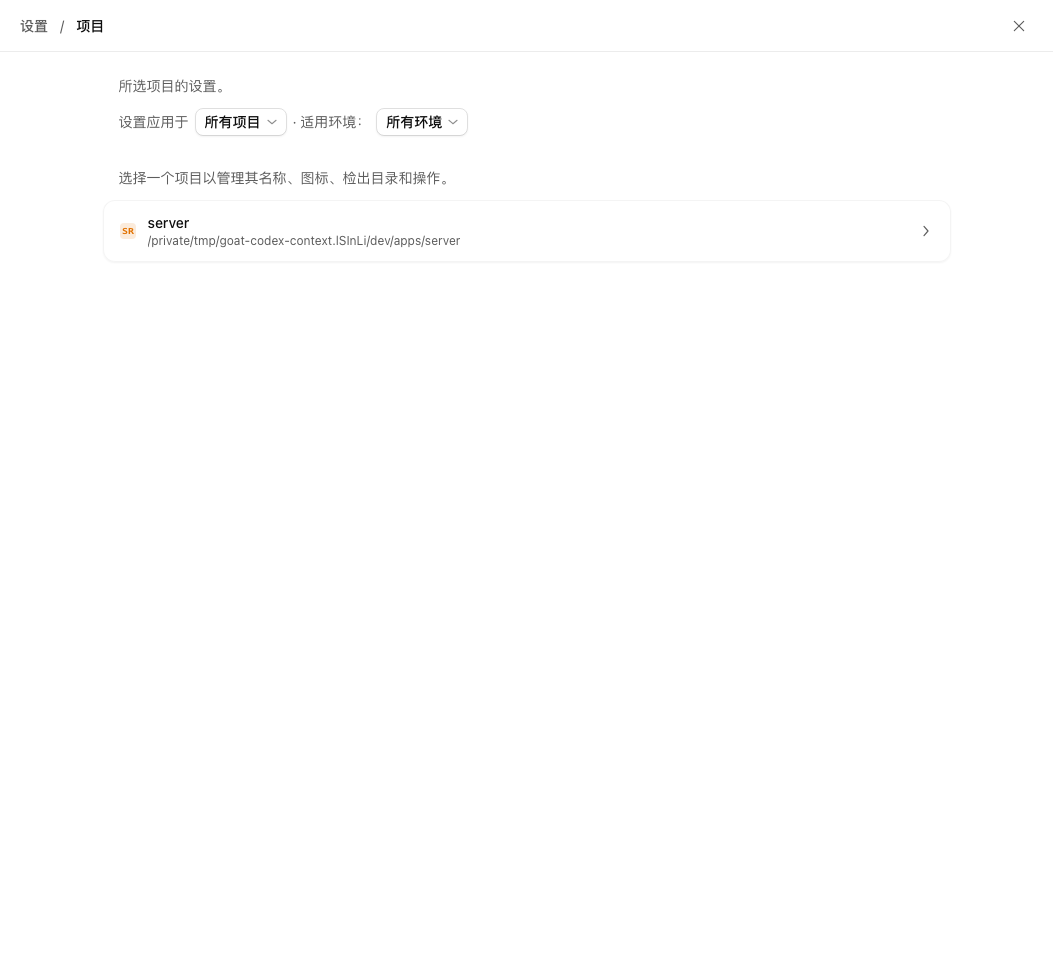 设置 / 项目
所选项目的设置。
设置应用于 所有项目 · 适用环境： 所有环境
选择一个项目以管理其名称、图标、检出目录和操作。
SR server
/private/tmp/goat-codex-context.lSInLi/dev/apps/server